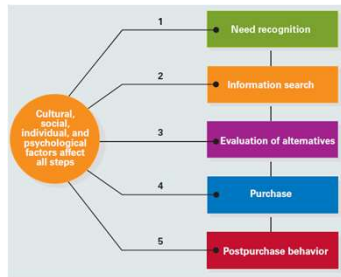 1
Need recognition
2
Information search
Cultural,
social,
individual, and
psychological
factors affect
all steps
3
Evaluation of alternatives
4
Purchase
5
Postpurchase behavior